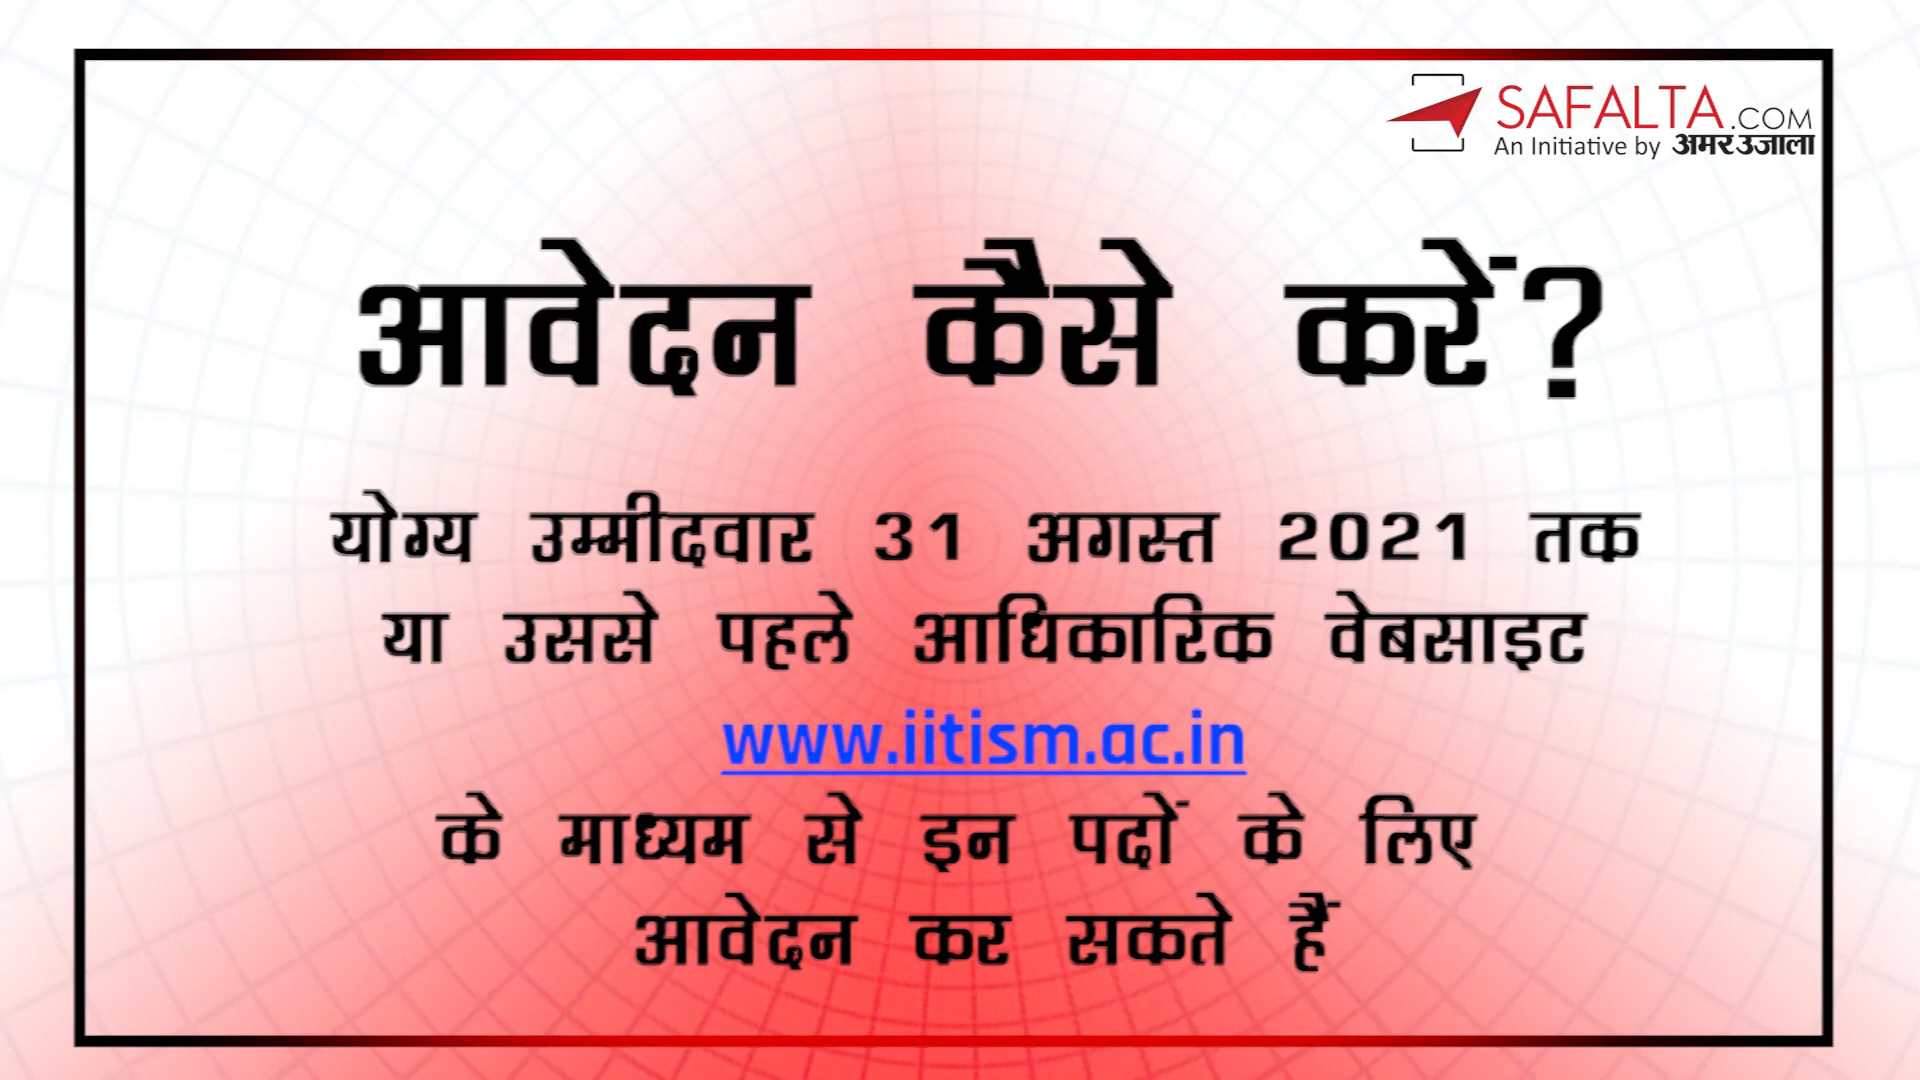 SAFALTA.COM
An Initiative by अमर उजाला
आवेदन कैसे करें?
योग्य उम्मीदवार 31 अगस्त 2021 तक
या उससे पहले आधिकारिक वेबसाइट
www.iitism.ac.in
के माध्यम से इन पदों के लिए
आवेदन कर सकते हैं